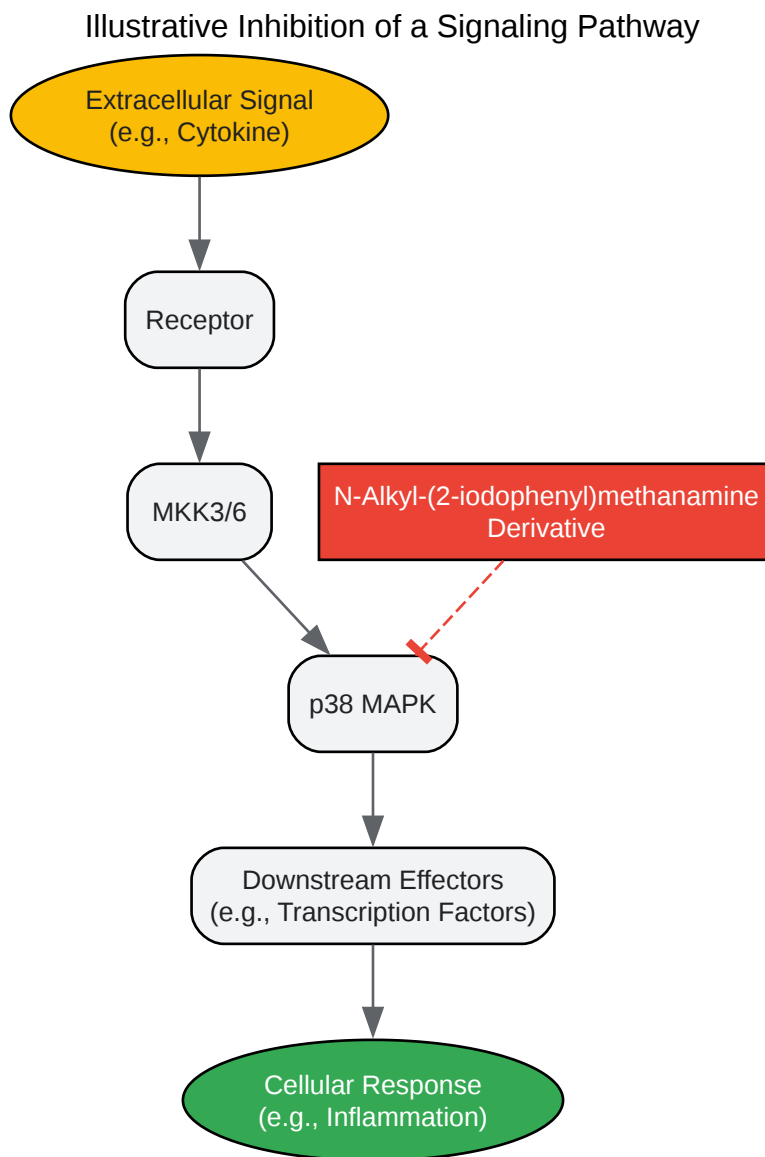 Illustrative Inhibition of a Signaling Pathway
Extracellular Signal
(e.g., Cytokine)
Receptor
MKK3/6
N-Alkyl-(2-iodophenyl)methanamine
Derivative
p38 MAPK
Downstream Effectors
(e.g., Transcription Factors)
Cellular Response
(e.g., Inflammation)